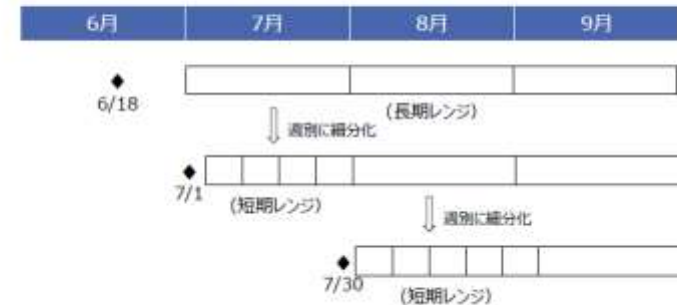 6月 7月 8月 9月
6/18
(長期レンジ)
週別に細分化
7/1
(短期レンジ)
週別に細分化
7/30
(短期レンジ)